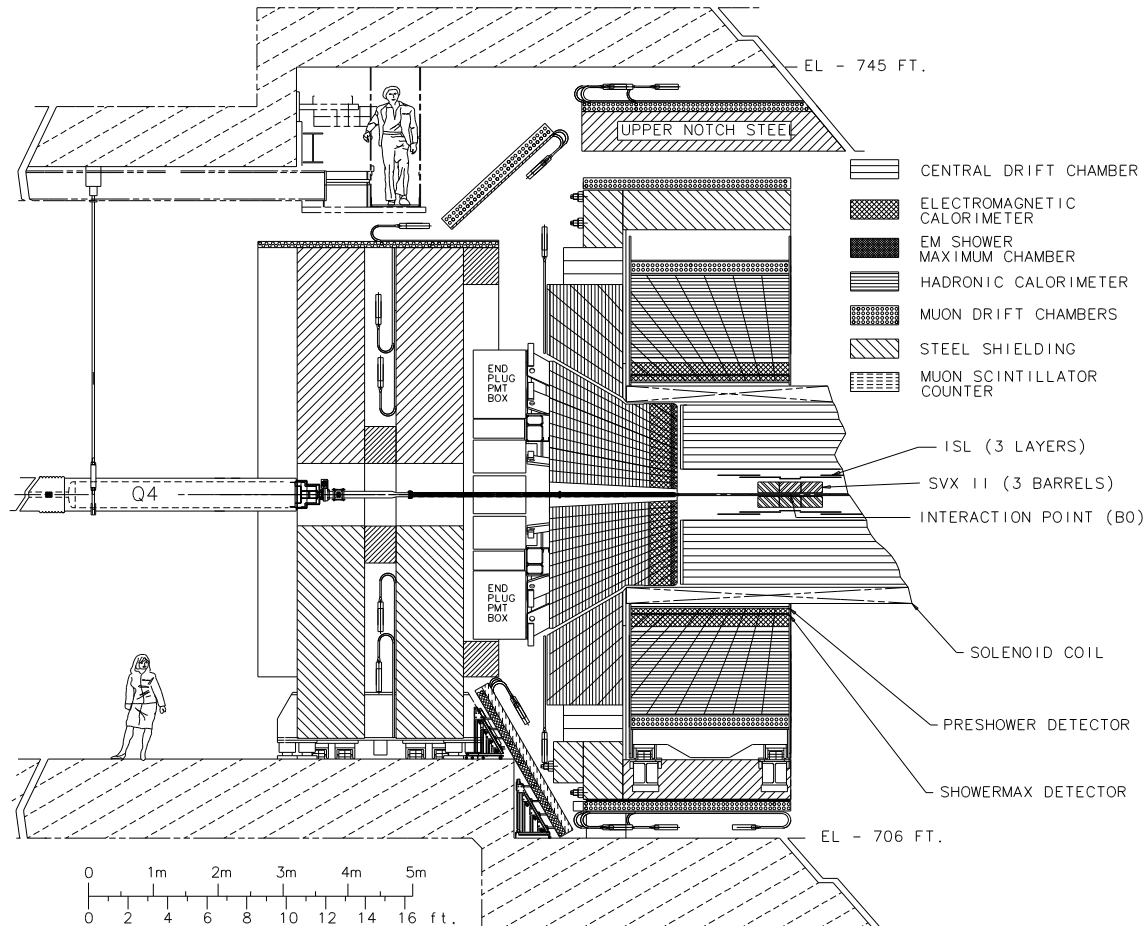 EL - 745 FT.
UPPER NOTCH STEEL
CENTRAL DRIFT CHAMBER
ELECTROMAGNETIC
CALORIMETER
EM SHOWER
MAXIMUM CHAMBER
HADRONIC CALORIMETER
MUON DRIFT CHAMBERS
STEEL SHIELDING
MUON SCINTILLATOR
COUNTER
END
PLUG
PMT
BOX
ISL (3 LAYERS)
Q4
SVX II (3 BARRELS)
INTERACTION POINT (B0)
END
PLUG
PMT
BOX
SOLENOID COIL
PRESHOWER DETECTOR
SHOWERMAX DETECTOR
EL - 706 FT.
0 1m 2m 3m 4m 5m
0 2 4 6 8 10 12 14 16 ft.